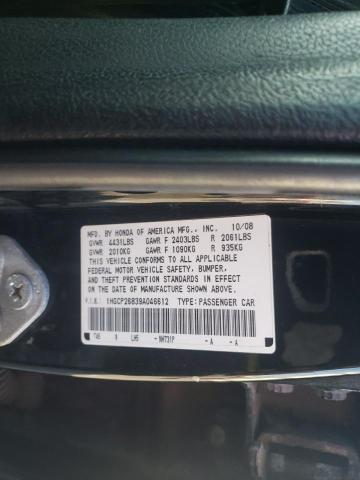 MFD. BY HONDA OF AMERICA MFG., INC. 10/08
GVWR 4431LBS GAWR F 2403LBS R 2061LBS
GVWR 2010KG GAWR F 1090KG R 935KG
THIS VEHICLE CONFORMS TO ALL APPLICABLE
FEDERAL MOTOR VEHICLE SAFETY, BUMPER,
AND THEFT PREVENTION STANDARDS IN EFFECT
ON THE DATE OF MANUFACTURE SHOWN ABOVE.
V.I.N. 1HGCP26839A046612 TYPE: PASSENGER CAR
NH731P - A - A